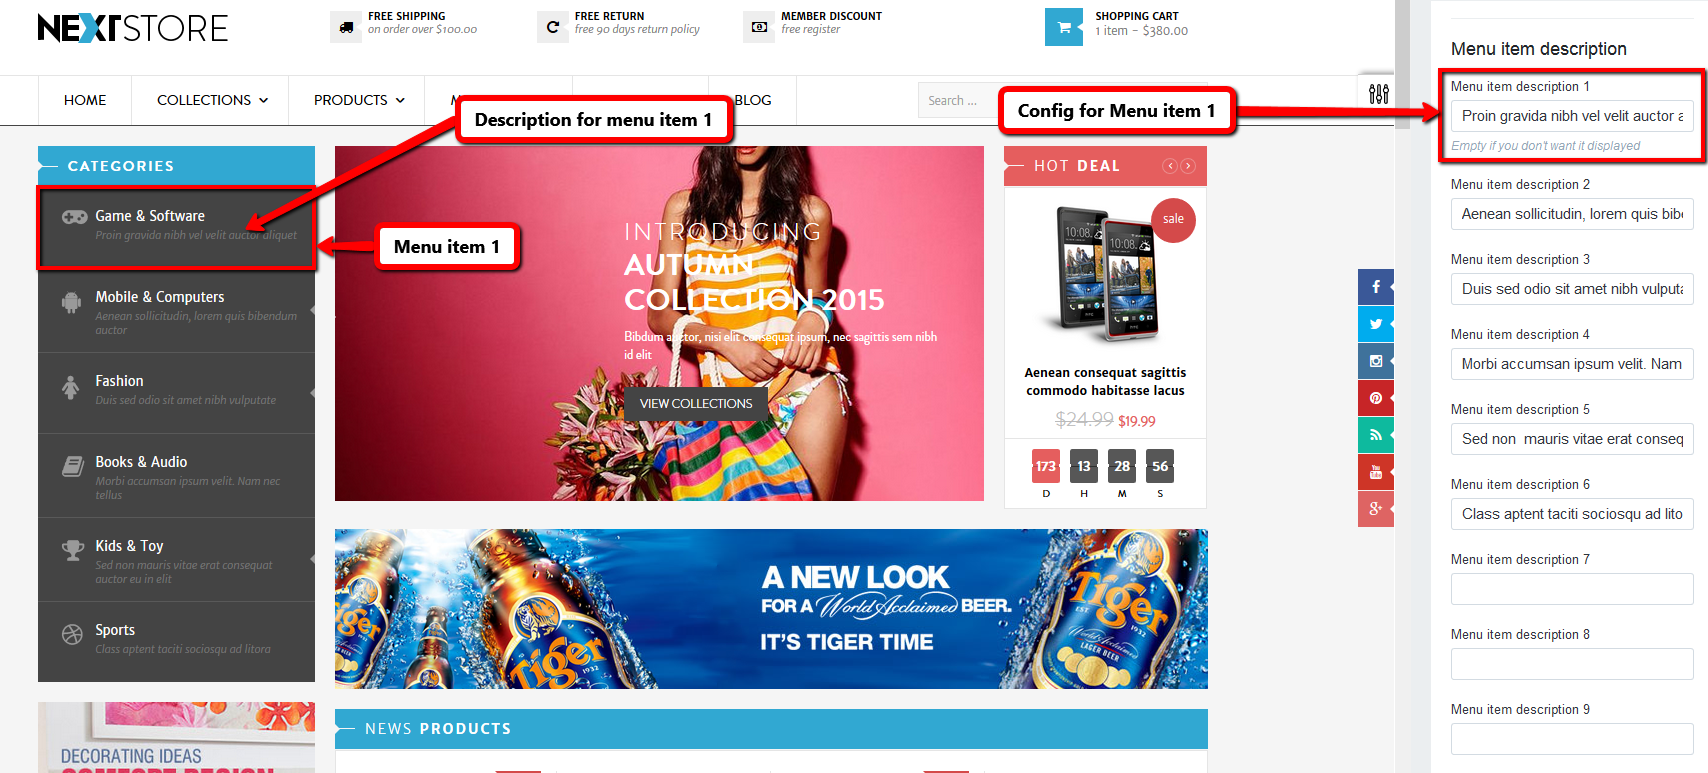 NEXTSTORE
FREE SHIPPING
on order over $100.00
FREE RETURN
free 90 days return policy
MEMBER DISCOUNT
free register
SHOPPING CART
1 item - $380.00
HOME
COLLECTIONS
PRODUCTS
BLOG
Search ...
Description for menu item 1
Config for Menu item 1
Menu item 1
CATEGORIES
Game & Software
Proin gravida nibh vel velit auctor aliquet
Mobile & Computers
Aenean sollicitudin, lorem quis bibendum
auctor
Fashion
Duis sed odio sit amet nibh vulputate
Books & Audio
Morbi accumsan ipsum velit. Nam nec
tellus
Kids & Toy
Sed non mauris vitae erat consequat
auctor eu in elit
Sports
Class aptent taciti sociosqu ad litora
DECORATING IDEAS
COMFORT DESIGN
INTRODUCING
AUTUMN
COLLECTION 2015
Bibdum auctor, nisi elit consequat ipsum, nec sagittis sem nibh
id elit
VIEW COLLECTIONS
HOT DEAL
sale
Aenean consequat sagittis
commodo habitasse lacus
$24.99 $19.99
173 13 28 56
D H M S
A NEW LOOK
FOR A World Acclaimed BEER.
IT'S TIGER TIME
Tiger
Tiger
Tiger
1932
LAGER BEER
NEWS PRODUCTS
You
Tube
g+
Menu item description
Menu item description 1
Proin gravida nibh vel velit auctor a
Empty if you don't want it displayed
Menu item description 2
Aenean sollicitudin, lorem quis bibe
Menu item description 3
Duis sed odio sit amet nibh vulputa
Menu item description 4
Morbi accumsan ipsum velit. Nam
Menu item description 5
Sed non  mauris vitae erat conseq
Menu item description 6
Class aptent taciti sociosqu ad lito
Menu item description 7
Menu item description 8
Menu item description 9